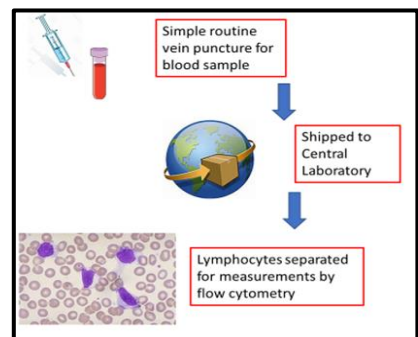 Simple routine
vein puncture for
blood sample
Shipped to
Central
Laboratory
Lymphocytes separated
for measurements by
flow cytometry